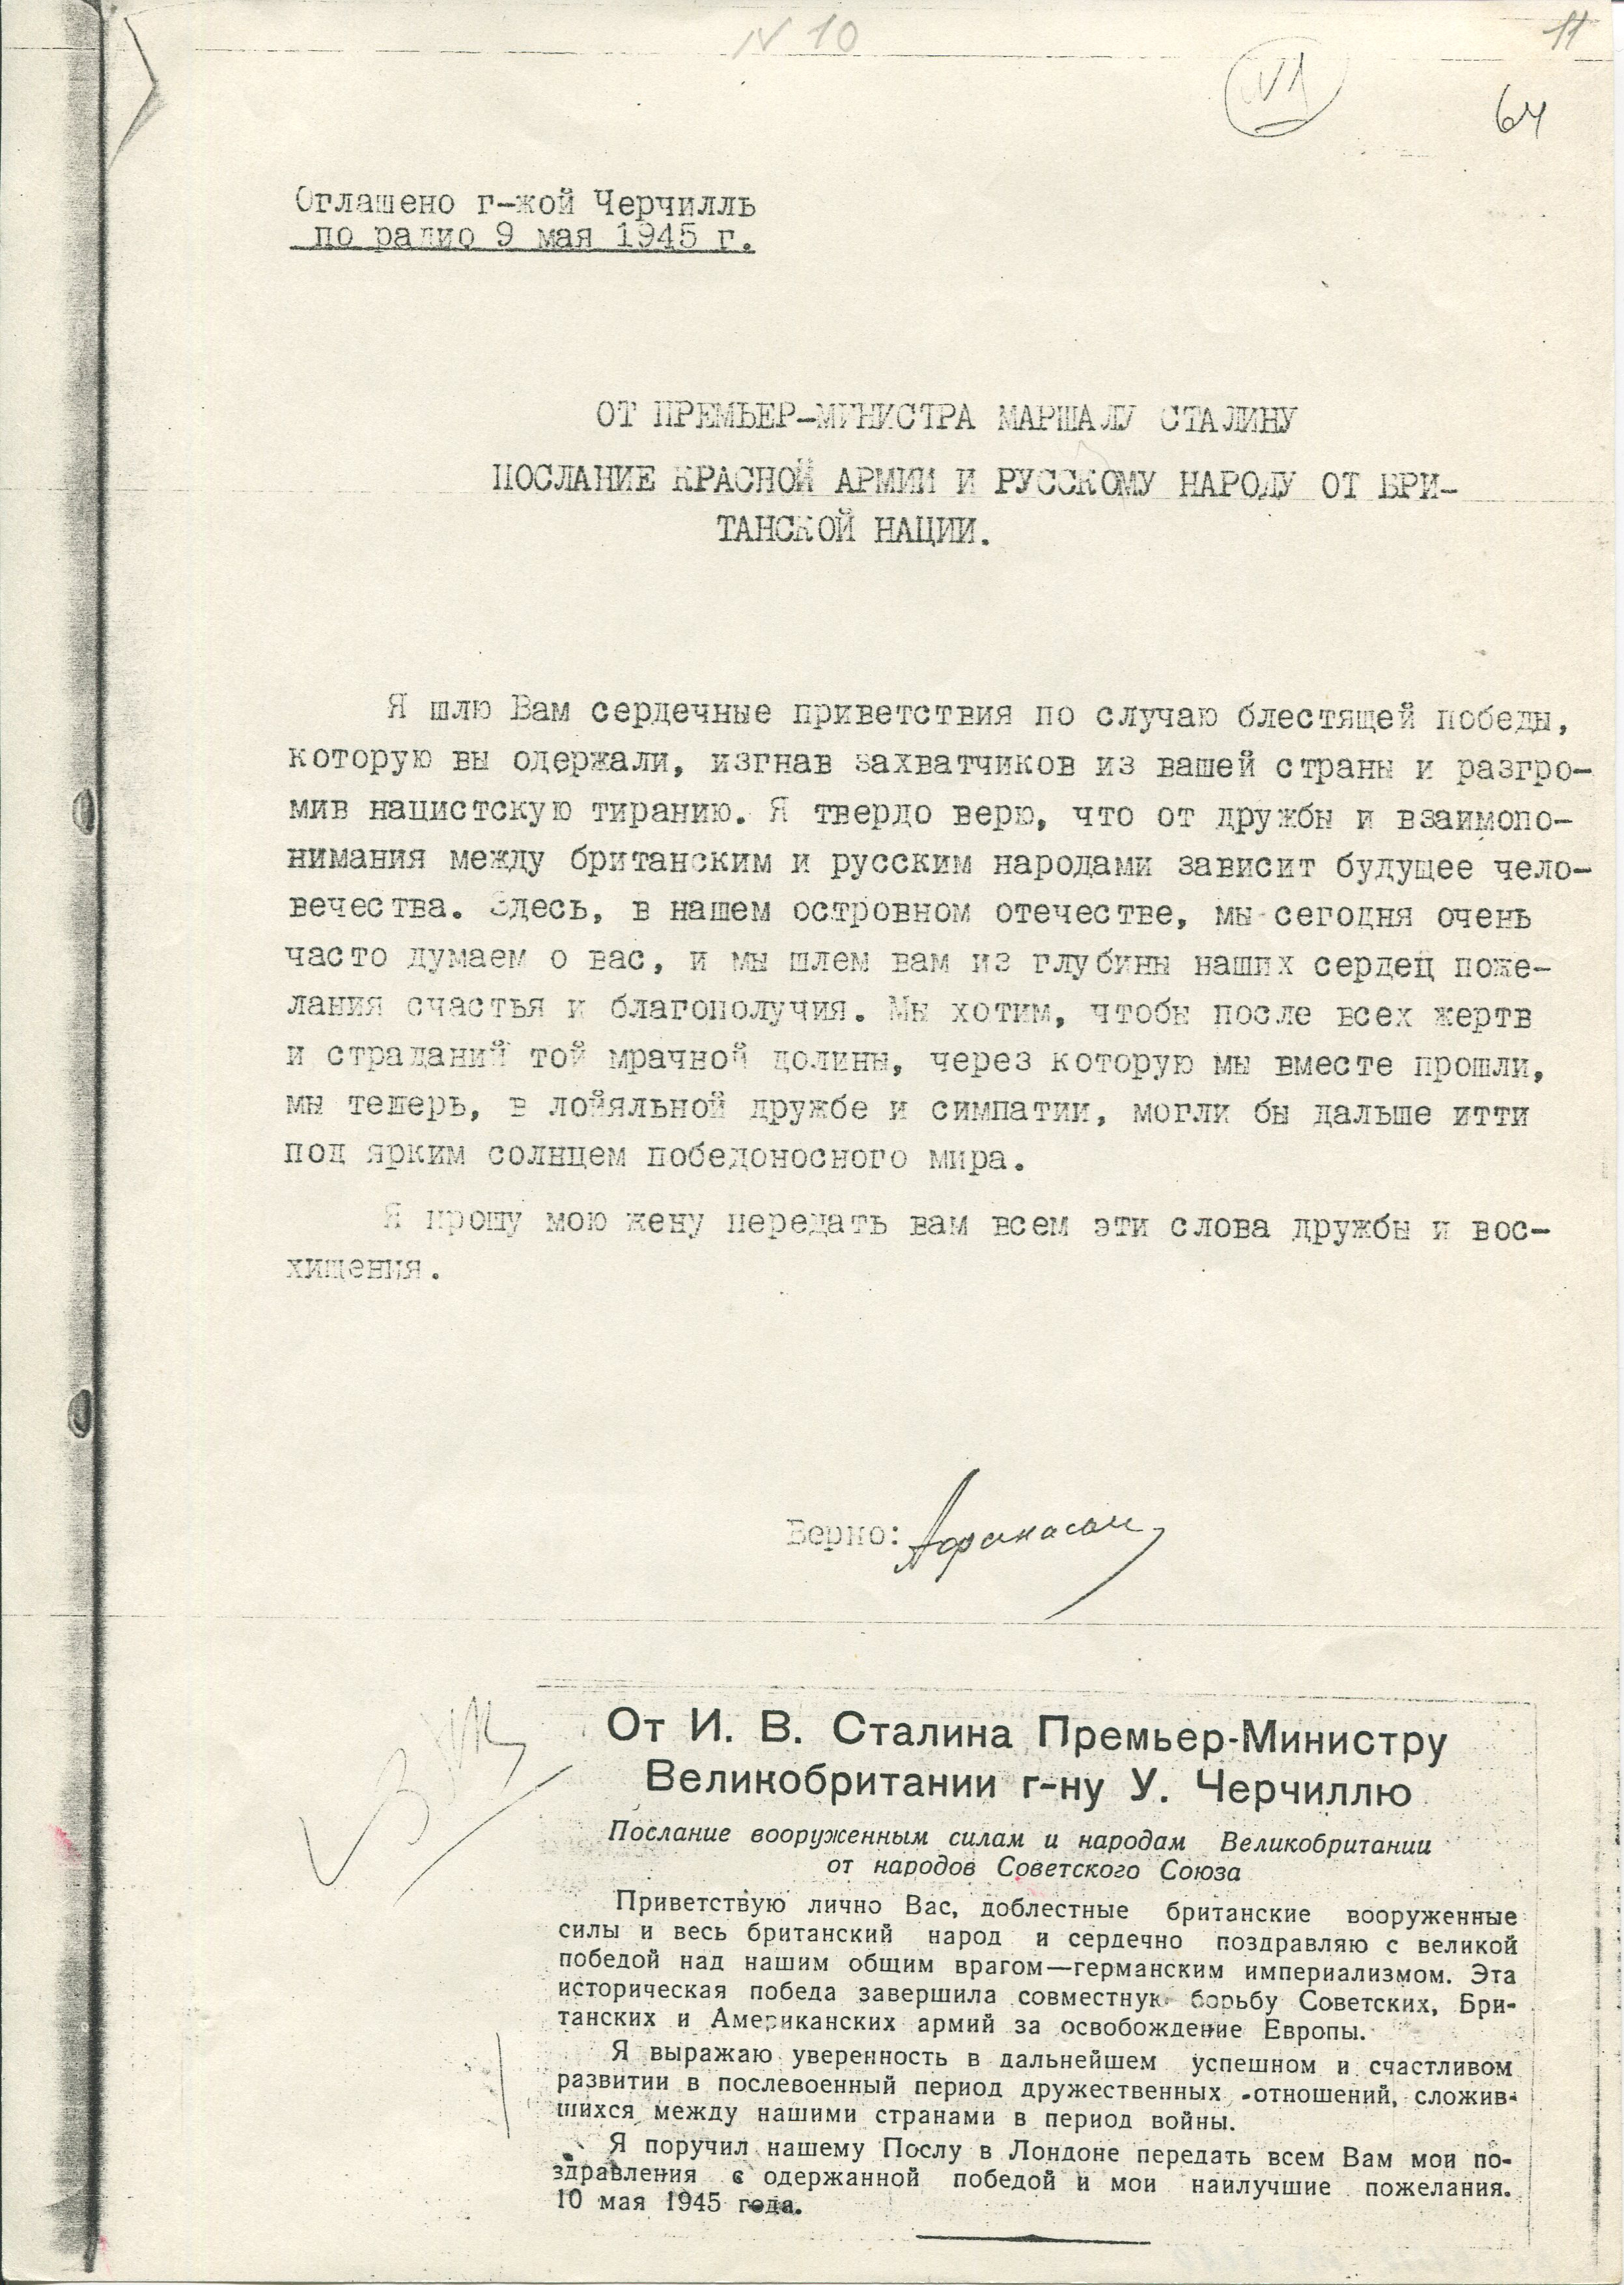 N 10
11
N1
64
Оглашено г-жой Черчилль
по радио 9 мая 1945 г.
ОТ ПРЕМЬЕР-МИНИСТРА МАРШАЛУ СТАЛИНУ
ПОСЛАНИЕ КРАСНОЙ АРМИИ И РУССКОМУ НАРОДУ ОТ БРИ-
ТАНСКОЙ НАЦИИ.
Я шлю Вам сердечные приветствия по случаю блестящей победы,
которую вы одержали, изгнав захватчиков из вашей страны и разгро-
мив нацистскую тиранию. Я твердо верю, что от дружбы и взаимопо-
нимания между британским и русским народами зависит будущее чело-
вечества. Здесь, в нашем островном отечестве, мы сегодня очень
часто думаем о вас, и мы шлем вам из глубины наших сердец поже-
лания счастья и благополучия. Мы хотим, чтобы после всех жертв
и страданий той мрачной долины, через которую мы вместе прошли,
мы теперь, в лойяльной дружбе и симпатии, могли бы дальше итти
под ярким солнцем победоносного мира.
Я прошу мою жену передать вам всем эти слова дружбы и вос-
хищения.
Верно:
От И. В. Сталина Премьер-Министру
Великобритании г-ну У. Черчиллю
Послание вооруженным силам и народам Великобритании
от народов Советского Союза
Приветствую лично Вас, доблестные британские вооруженные
силы и весь британский народ и сердечно поздравляю с великой
победой над нашим общим врагом—германским империализмом. Эта
историческая победа завершила совместную борьбу Советских, Бри-
танских и Американских армий за освобождение Европы.
Я выражаю уверенность в дальнейшем успешном и счастливом
развитии в послевоенный период дружественных отношений, сложив-
шихся между нашими странами в период войны.
Я поручил нашему Послу в Лондоне передать всем Вам мои по-
здравления с одержанной победой и мои наилучшие пожелания.
10 мая 1945 года.